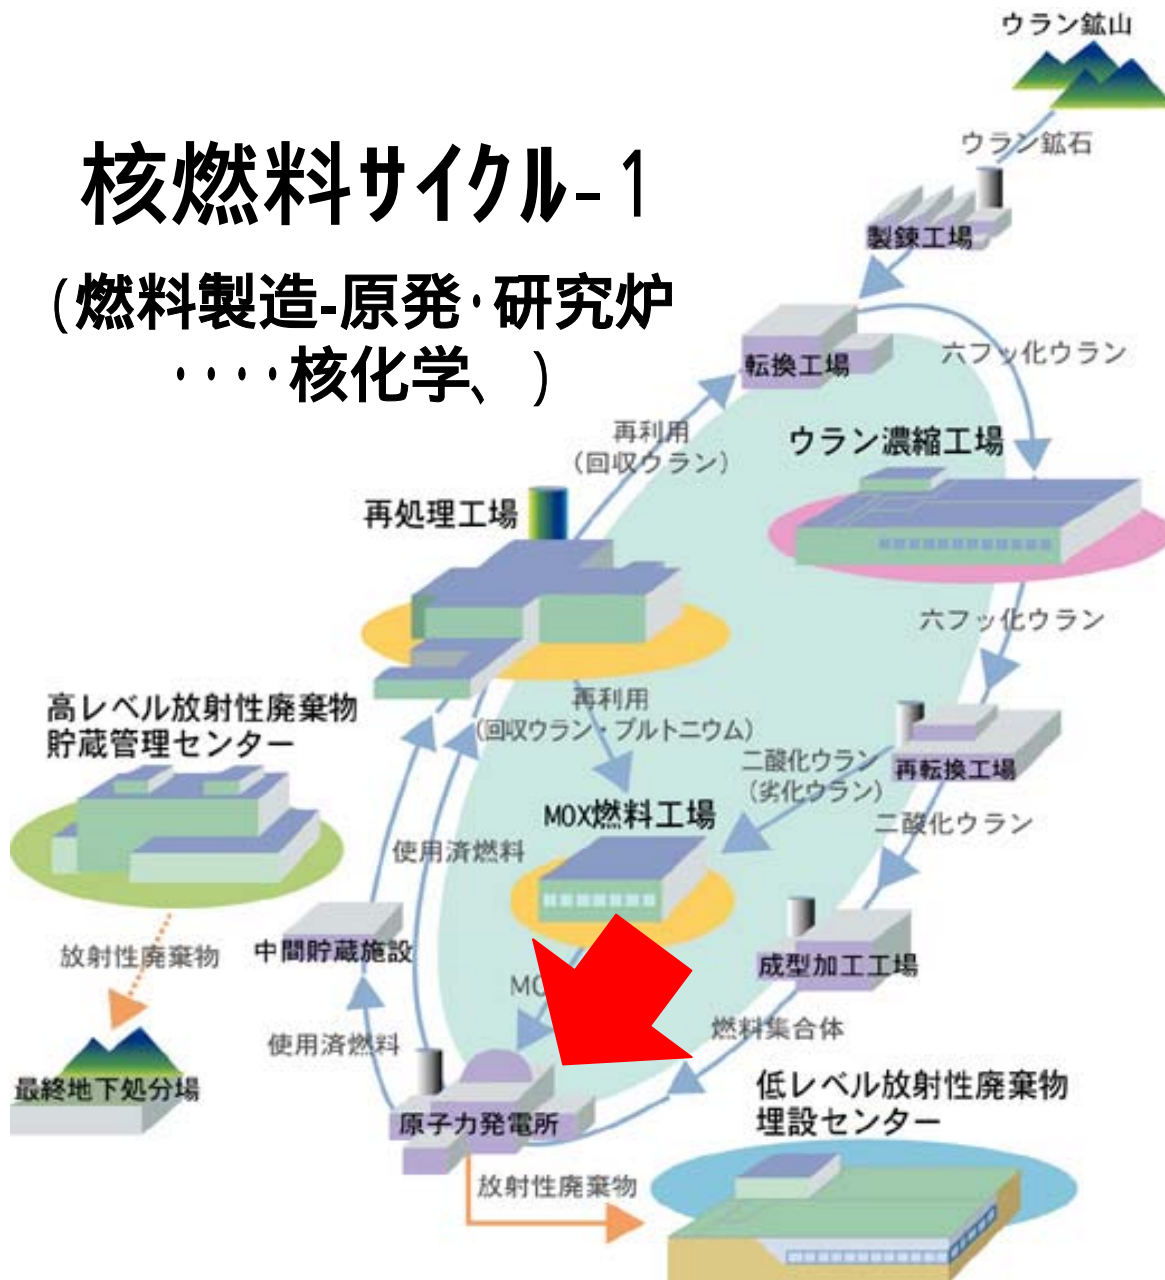 ウラン鉱山
ウラン鉱石
核燃料サイクル-1
製錬工場
(燃料製造-原発・研究炉
・・・・核化学、)
転換工場
六フッ化ウラン
再利用
(回収ウラン)
ウラン濃縮工場
再処理工場
六フッ化ウラン
再利用
(回収ウラン・プルトニウム)
高レベル放射性廃棄物
貯蔵管理センター
二酸化ウラン
(劣化ウラン)
再転換工場
MOX燃料工場
二酸化ウラン
使用済燃料
放射性廃棄物
中間貯蔵施設
成型加工工場
MO
燃料集合体
使用済燃料
最終地下処分場
原子力発電所
低レベル放射性廃棄物
埋設センター
放射性廃棄物